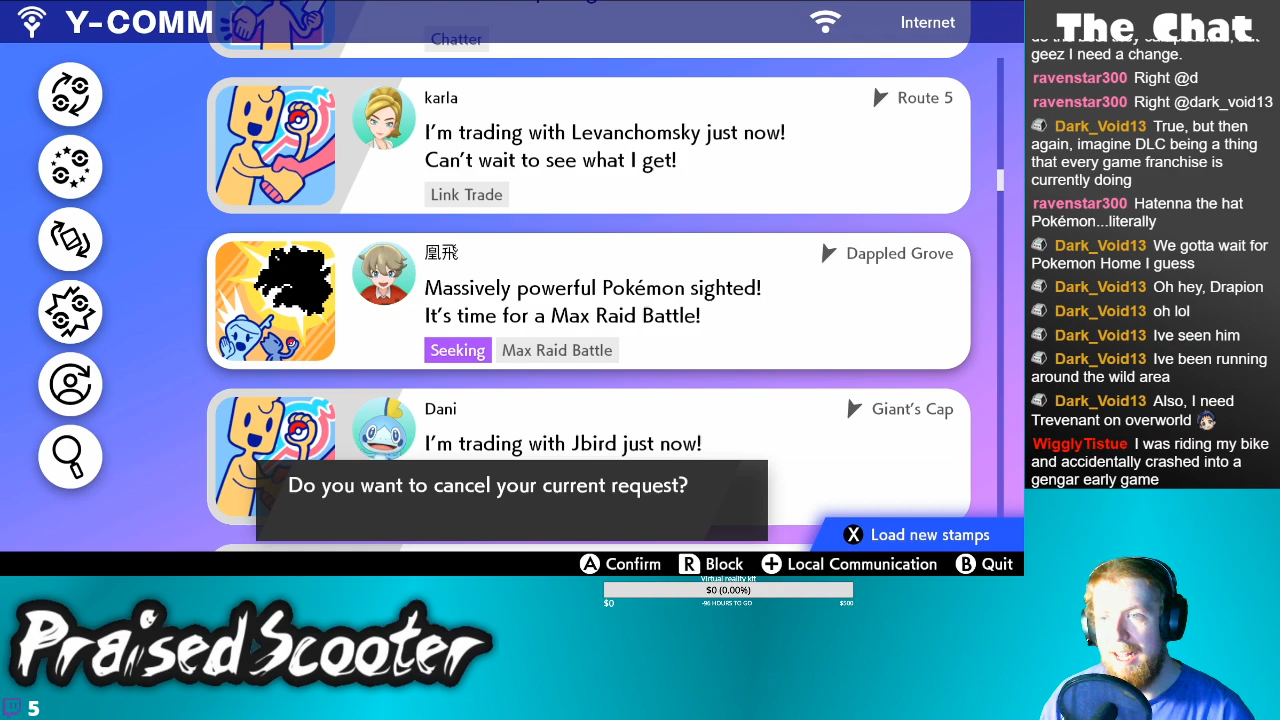 Y-COMM
Internet
Chatter
karla
Route 5
I'm trading with Levanchomsky just now!
Can't wait to see what I get!
Link Trade
凰飛
Dappled Grove
Massively powerful Pokémon sighted!
It's time for a Max Raid Battle!
Seeking Max Raid Battle
Dani
Giant's Cap
I'm trading with Jbird just now!
Do you want to cancel your current request?
X Load new stamps
A Confirm R Block + Local Communication B Quit
The Chat
geez I need a change.
ravenstar300 Right @d
ravenstar300 Right @dark_void13
Dark_Void13 True, but then
again, imagine DLC being a thing
that every game franchise is
currently doing
ravenstar300 Hatenna the hat
Pokémon...literally
Dark_Void13 We gotta wait for
Pokemon Home I guess
Dark_Void13 Oh hey, Drapion
Dark_Void13 oh lol
Dark_Void13 Ive seen him
Dark_Void13 Ive been running
around the wild area
Dark_Void13 Also, I need
Trevenant on overworld
WigglyTistue I was riding my bike
and accidentally crashed into a
gengar early game
Virtual reality kit
$0 (0.00%)
$0 -96 HOURS TO GO $500
PraisedScooter
5